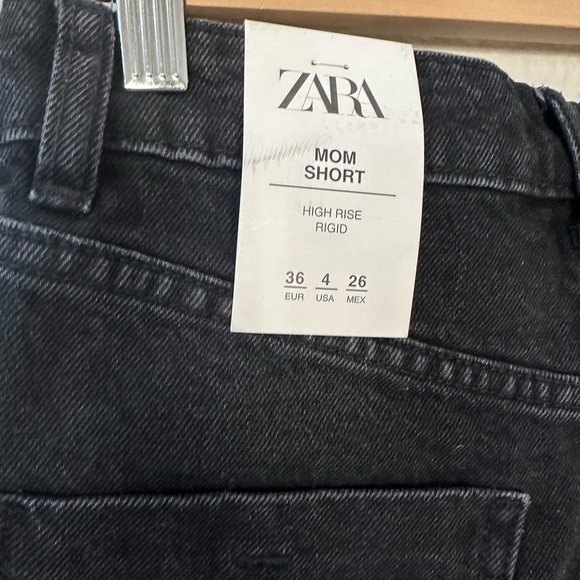 ZARA
MOM
SHORT
HIGH RISE
RIGID
36 4 26
EUR USA MEX